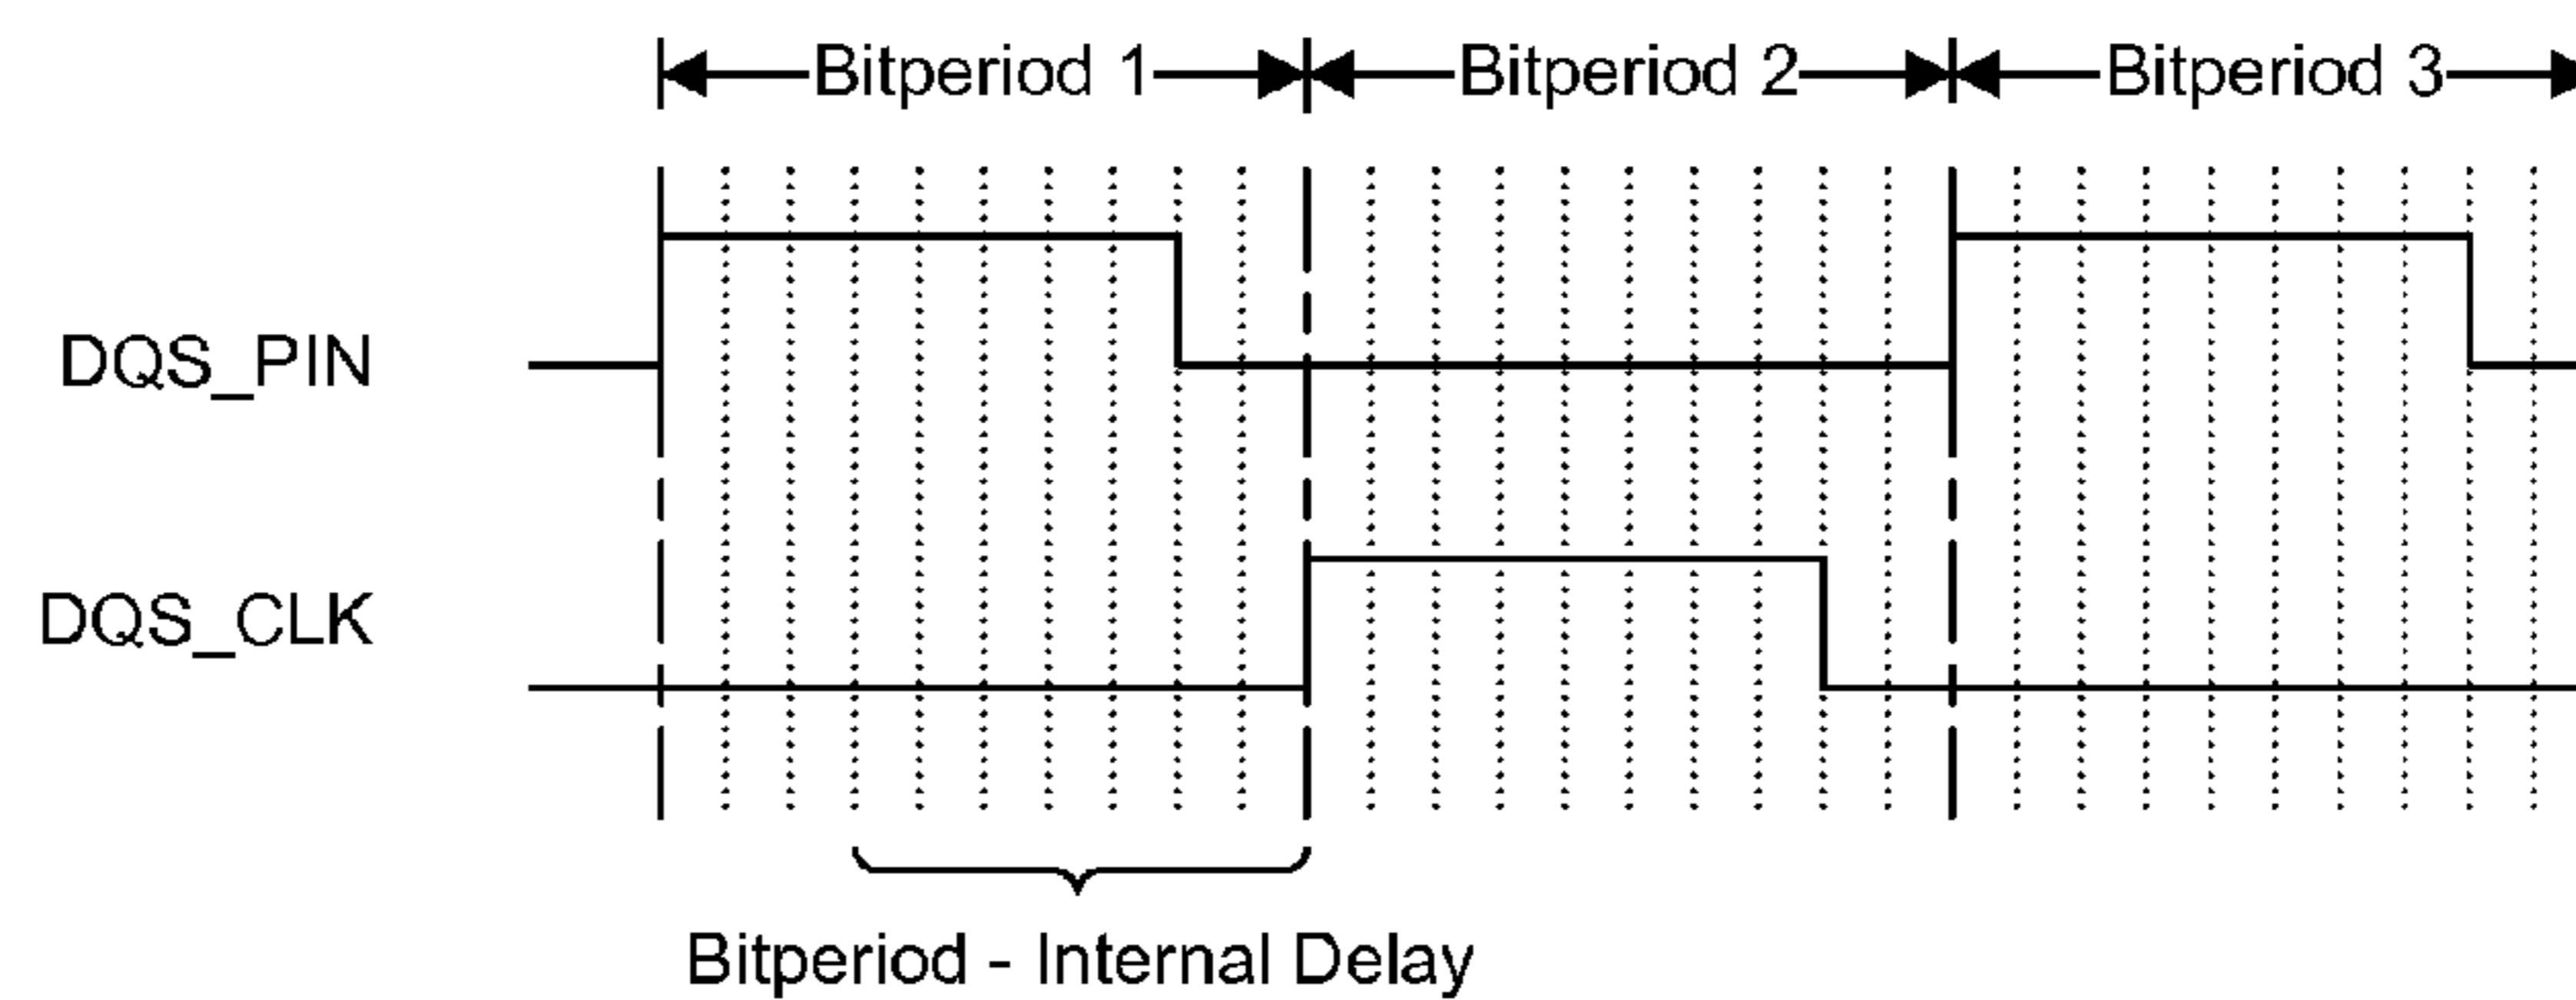 Bitperiod 1 Bitperiod 2 Bitperiod 3
DQS_PIN
DQS_CLK
Bitperiod - Internal Delay